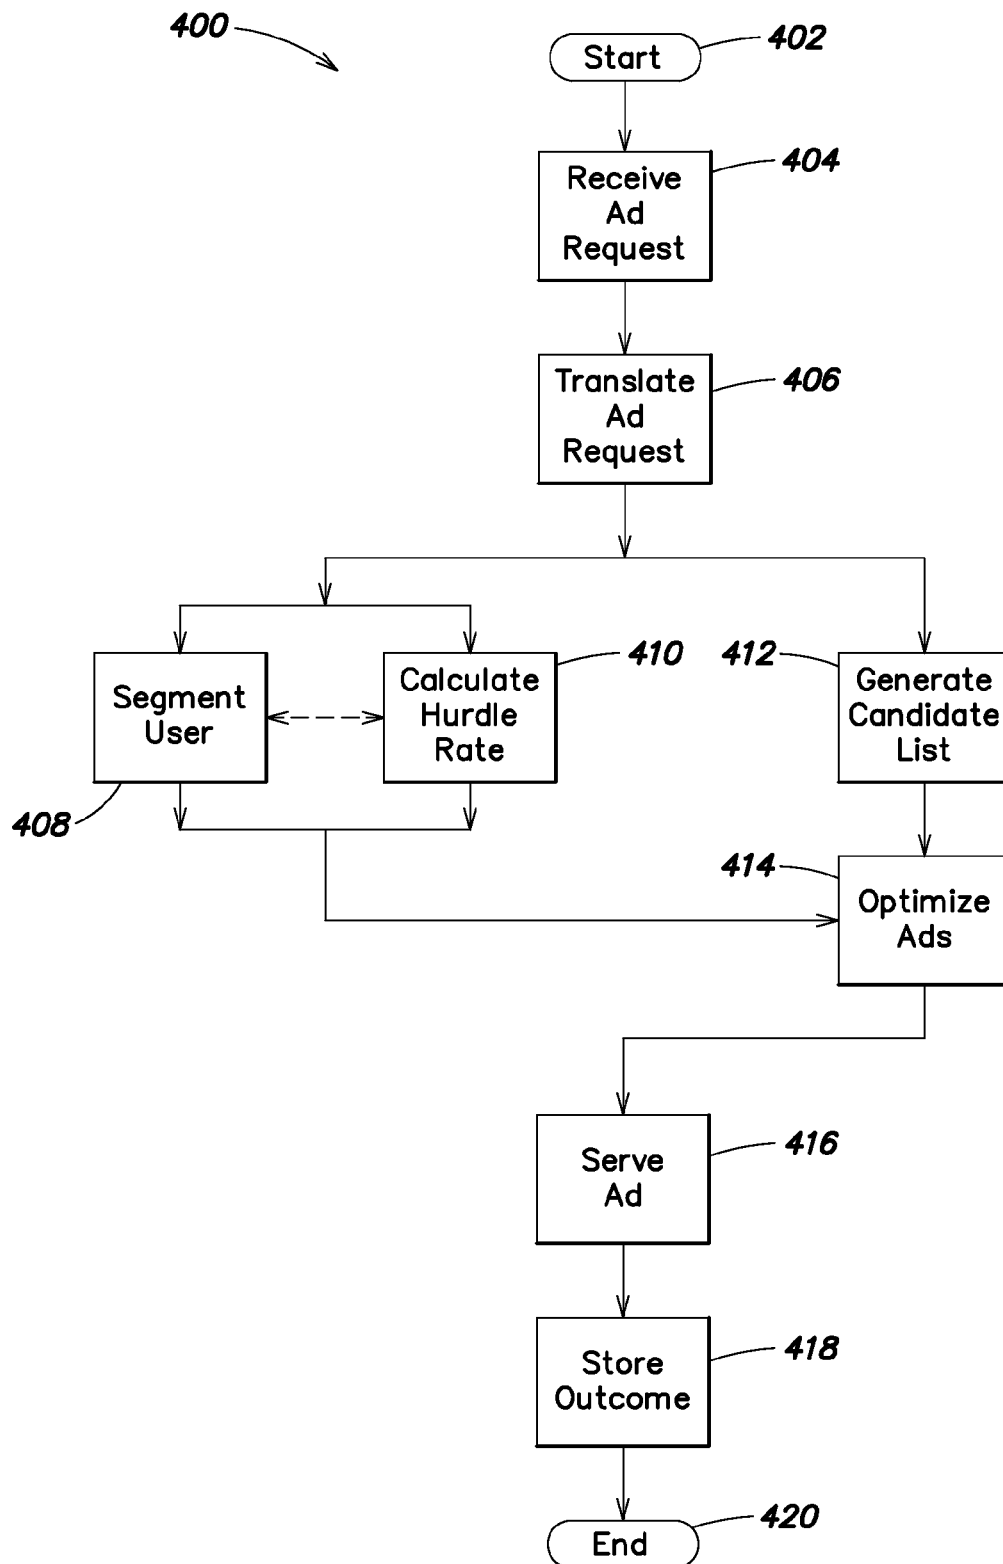 400
Start
402
Receive
Ad
Request
404
Translate
Ad
Request
406
Segment
User
408
Calculate
Hurdle
Rate
410
412
Generate
Candidate
List
414
Optimize
Ads
Serve
Ad
416
Store
Outcome
418
End
420